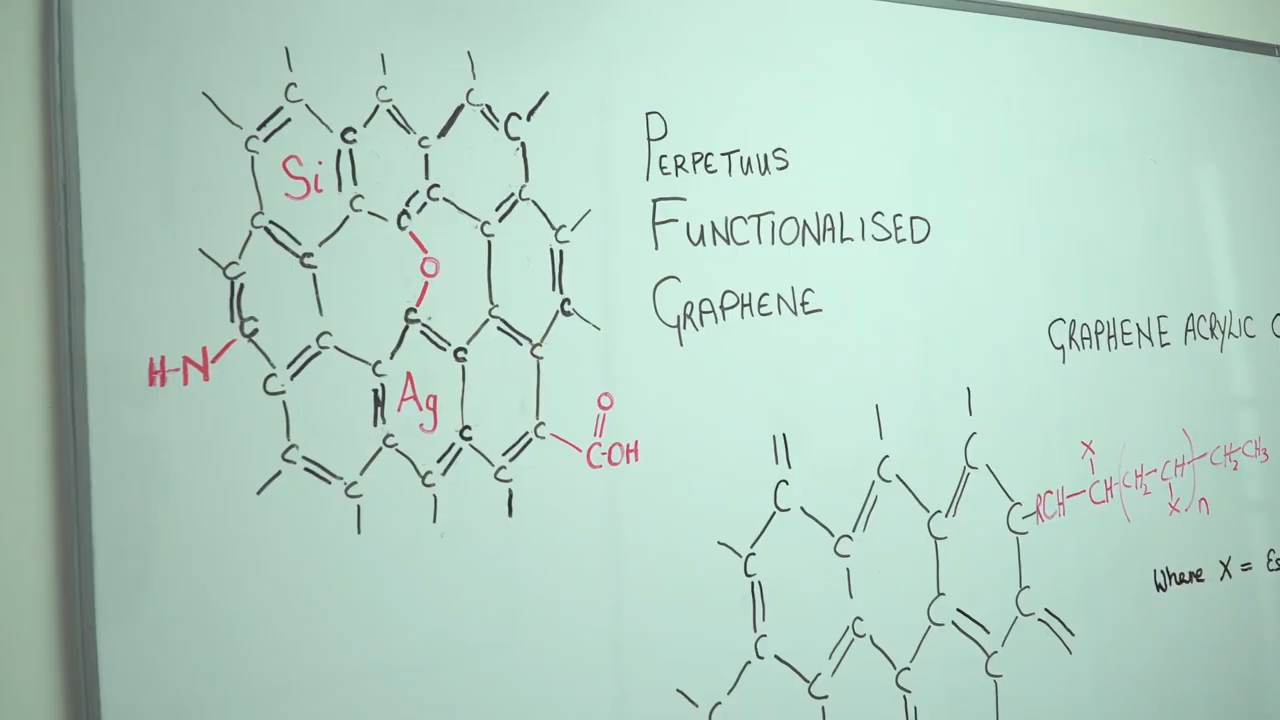 PERPETUUS
FUNCTIONALISED
GRAPHENE
Si
O
H-N
Ag
O
C-OH
GRAPHENE ACRYLIC
X
RCH-CH(CH2-CH)n-CH2CH3
X
Where X =